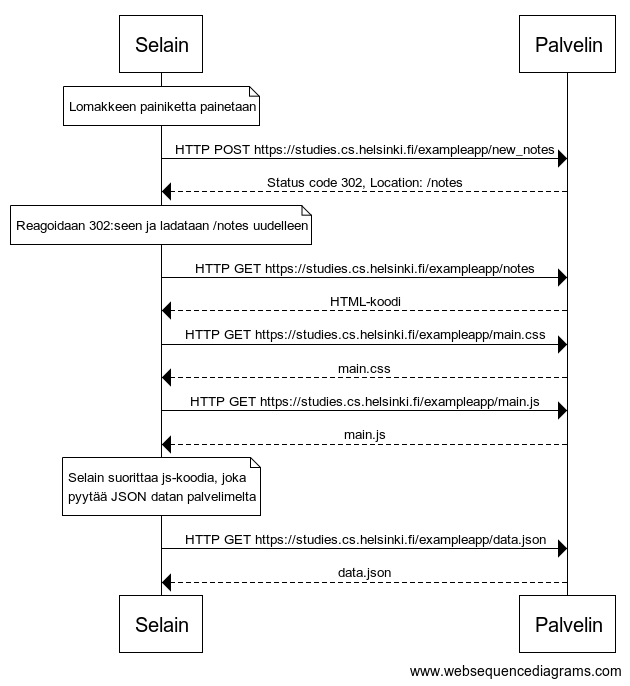 Selain
Palvelin
Lomakkeen painiketta painetaan
HTTP POST https://studies.cs.helsinki.fi/exampleapp/new_notes
Status code 302, Location: /notes
Reagoidaan 302:seen ja ladataan /notes uudelleen
HTTP GET https://studies.cs.helsinki.fi/exampleapp/notes
HTML-koodi
HTTP GET https://studies.cs.helsinki.fi/exampleapp/main.css
main.css
HTTP GET https://studies.cs.helsinki.fi/exampleapp/main.js
main.js
Selain suorittaa js-koodia, joka
pyytää JSON datan palvelimelta
HTTP GET https://studies.cs.helsinki.fi/exampleapp/data.json
data.json
Selain
Palvelin
www.websequencediagrams.com